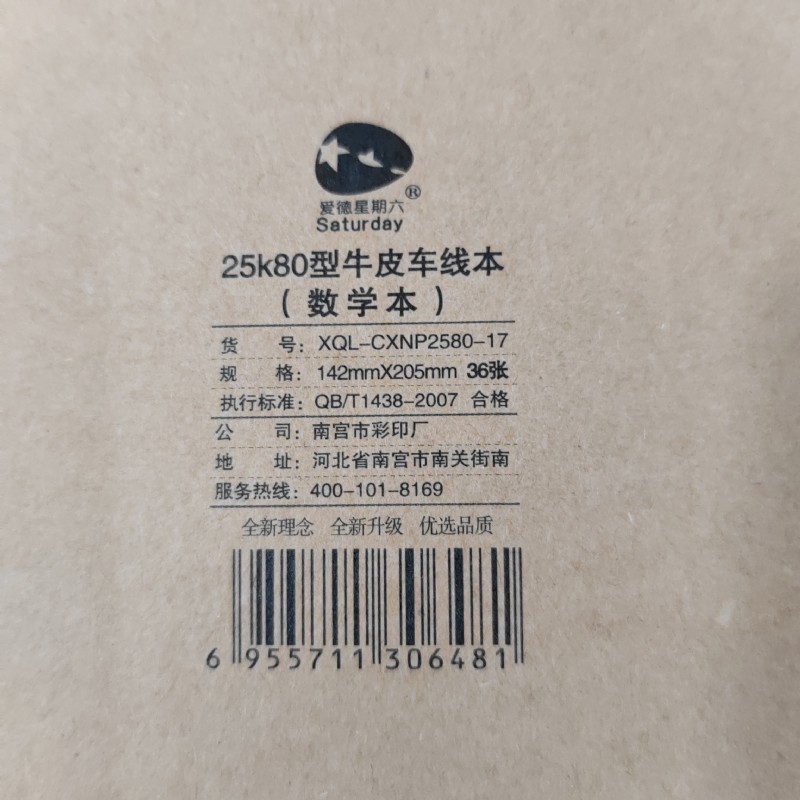 ®
爱德星期六
Saturday
25k80型牛皮车线本
(数学本)
货 号: XQL-CXNP2580-17
规 格: 142mmX205mm 36张
执行标准: QB/T1438-2007 合格
公 司: 南宫市彩印厂
地 址: 河北省南宫市南关街南
服务热线: 400-101-8169
全新理念 全新升级 优选品质
6 955711 306481